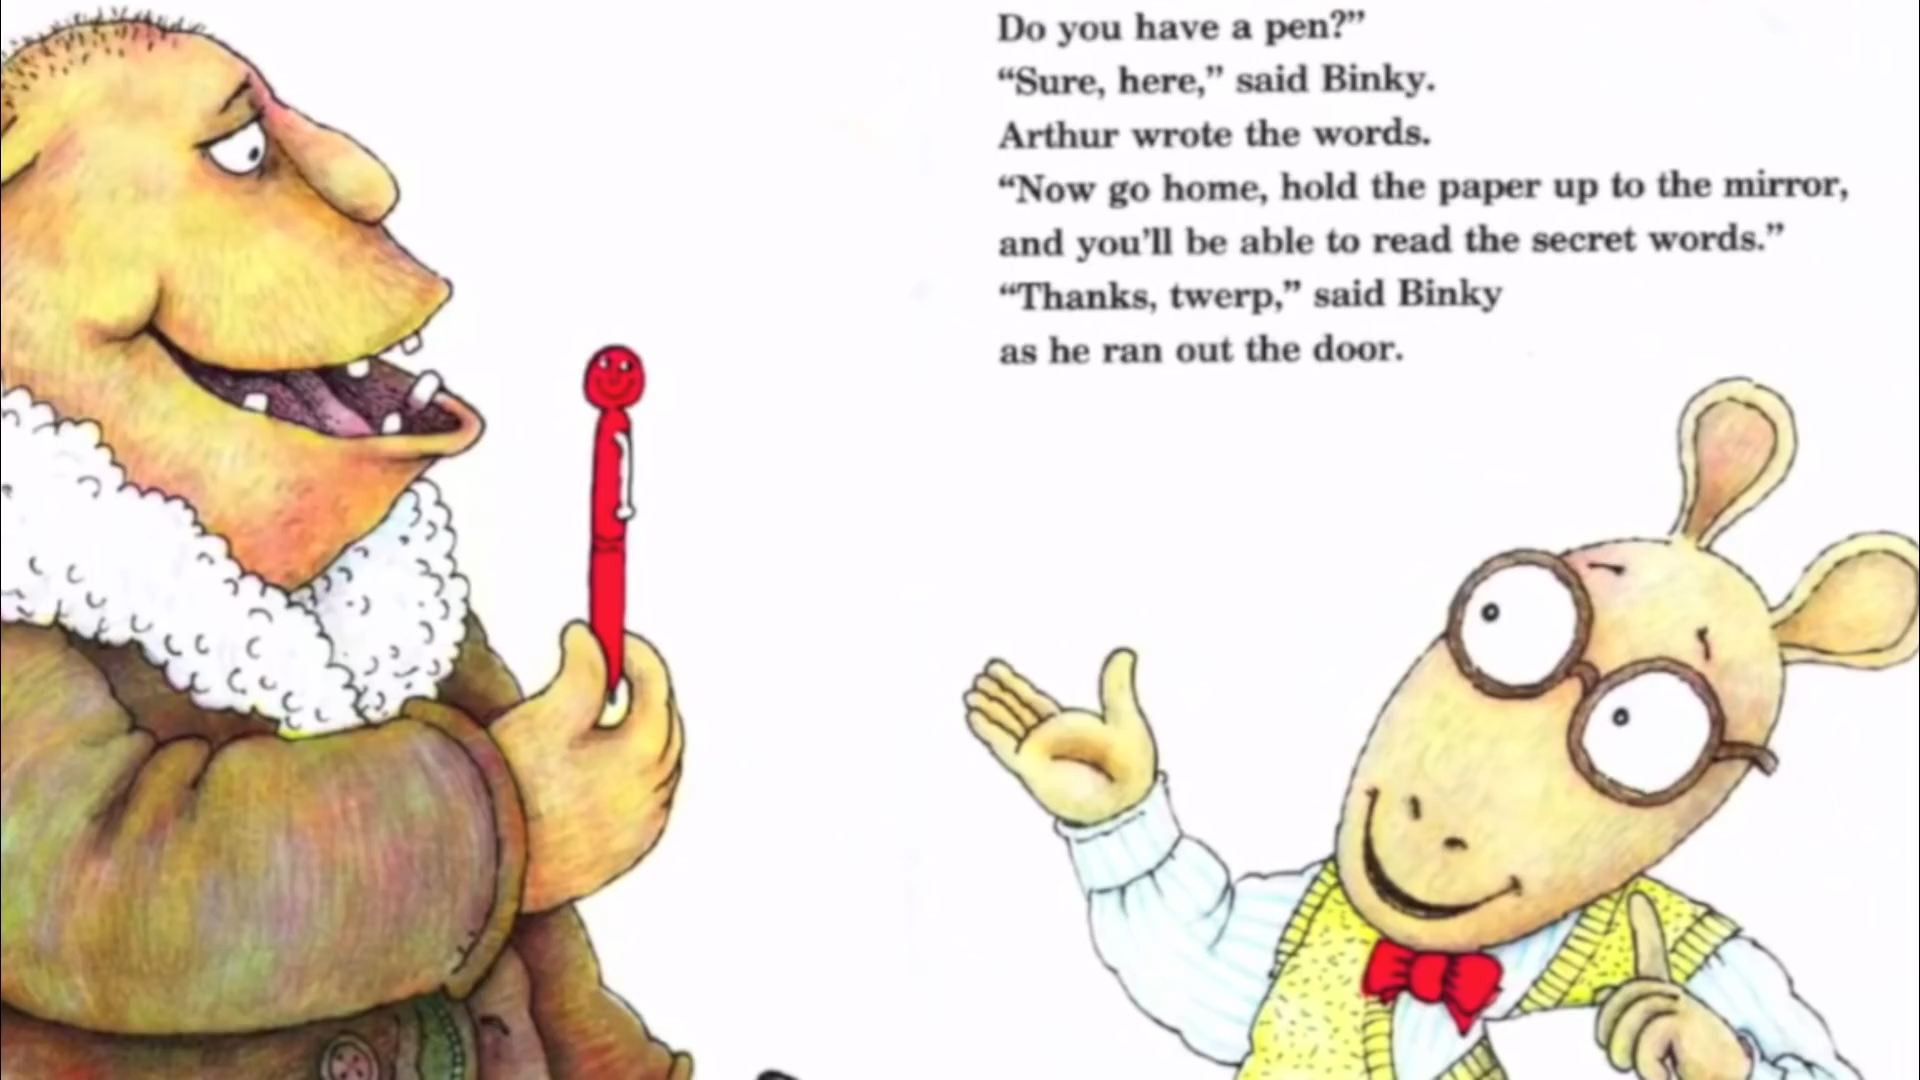 Do you have a pen?”
“Sure, here,” said Binky.
Arthur wrote the words.
“Now go home, hold the paper up to the mirror,
and you’ll be able to read the secret words.”
“Thanks, twerp,” said Binky
as he ran out the door.